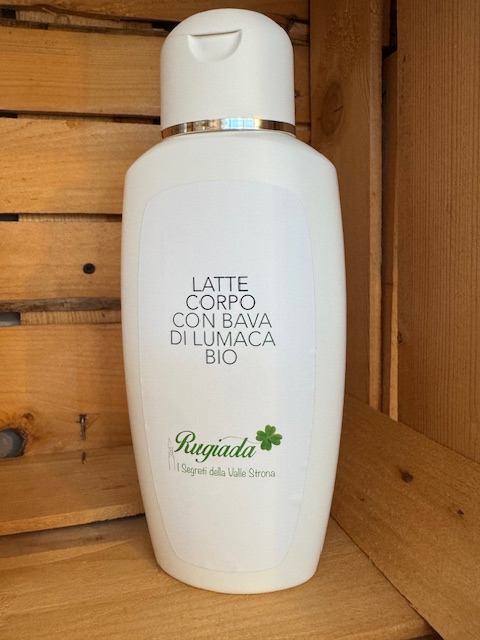 LATTE
CORPO
CON BAVA
DI LUMACA
BIO
Rugiada
I Segreti della Valle Strona